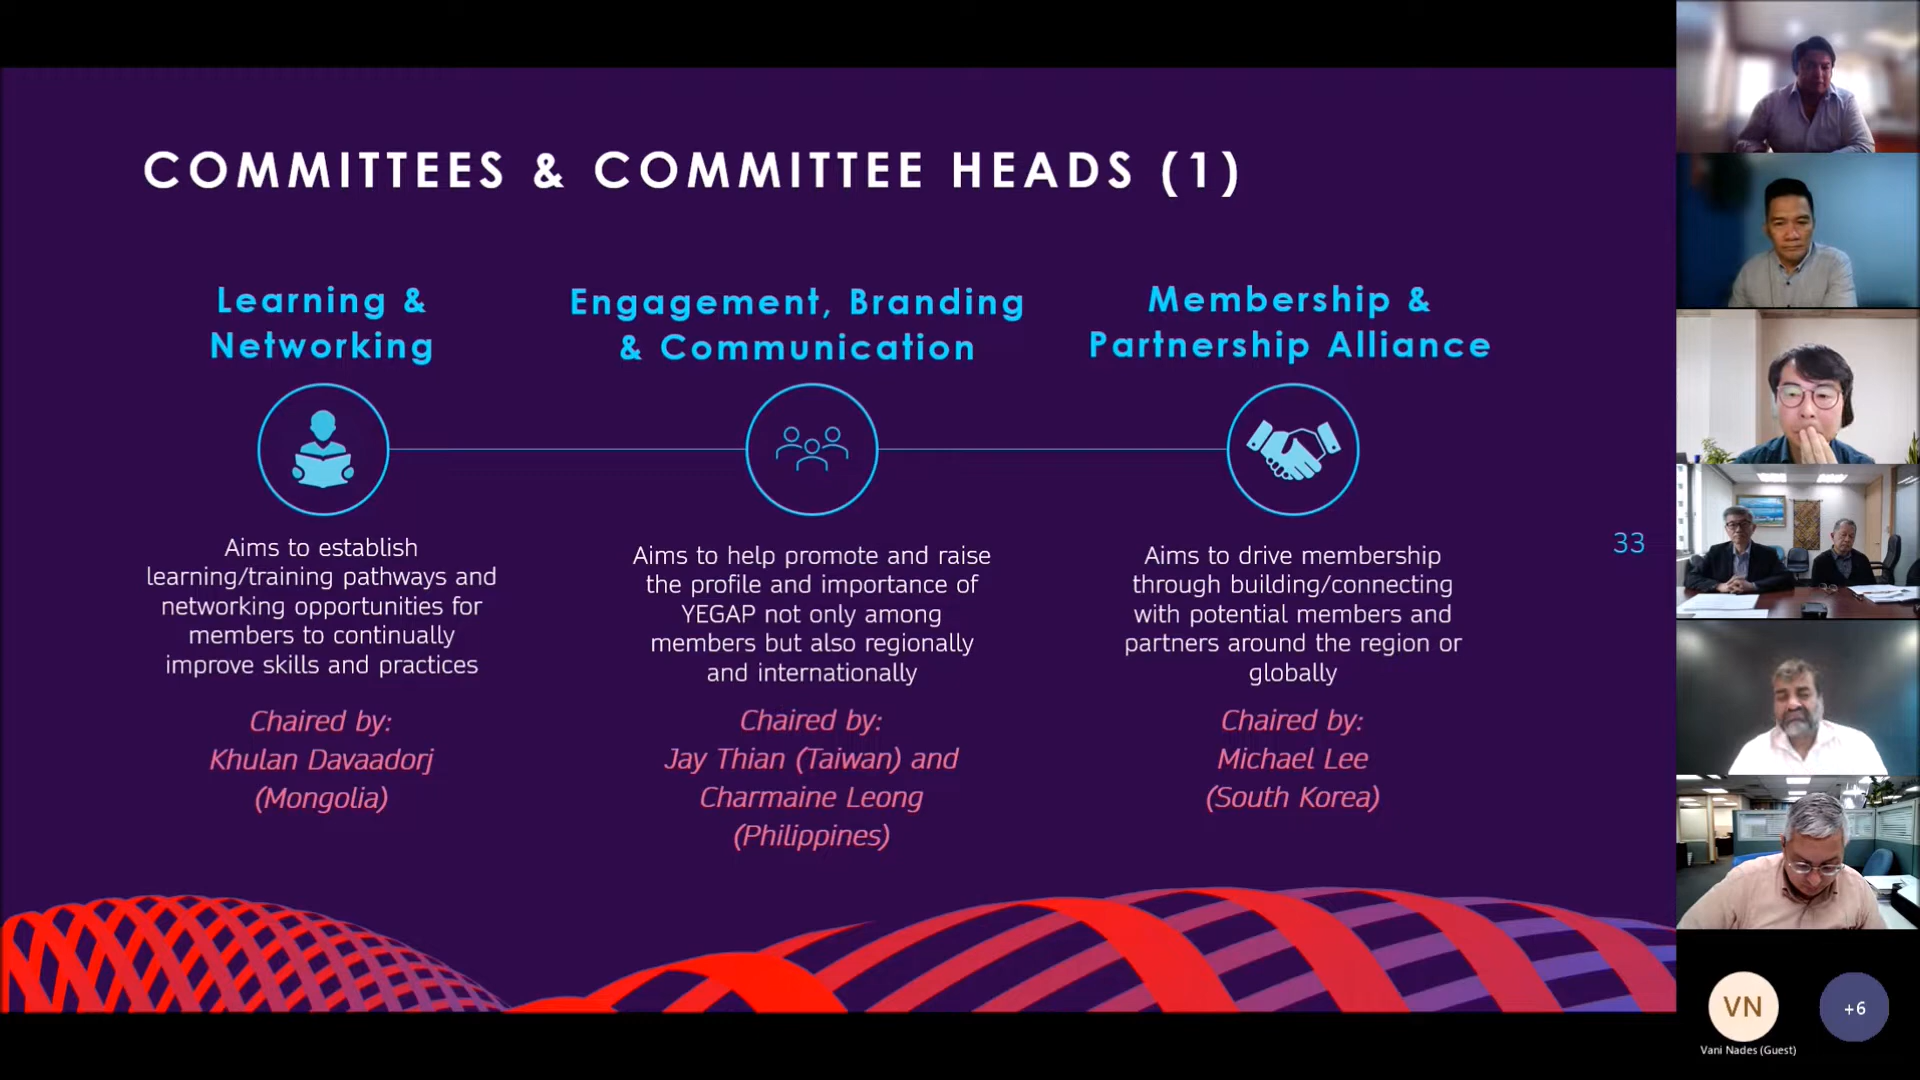 COMMITTEES & COMMITTEE HEADS (1)
Learning &
Networking
Aims to establish
learning/training pathways and
networking opportunities for
members to continually
improve skills and practices
Chaired by:
Khulan Davaadorj
(Mongolia)
Engagement, Branding
& Communication
Aims to help promote and raise
the profile and importance of
YEGAP not only among
members but also regionally
and internationally
Chaired by:
Jay Thian (Taiwan) and
Charmaine Leong
(Philippines)
Membership &
Partnership Alliance
Aims to drive membership
through building/connecting
with potential members and
partners around the region or
globally
Chaired by:
Michael Lee
(South Korea)
33
VN
Vani Nades (Guest)
+6